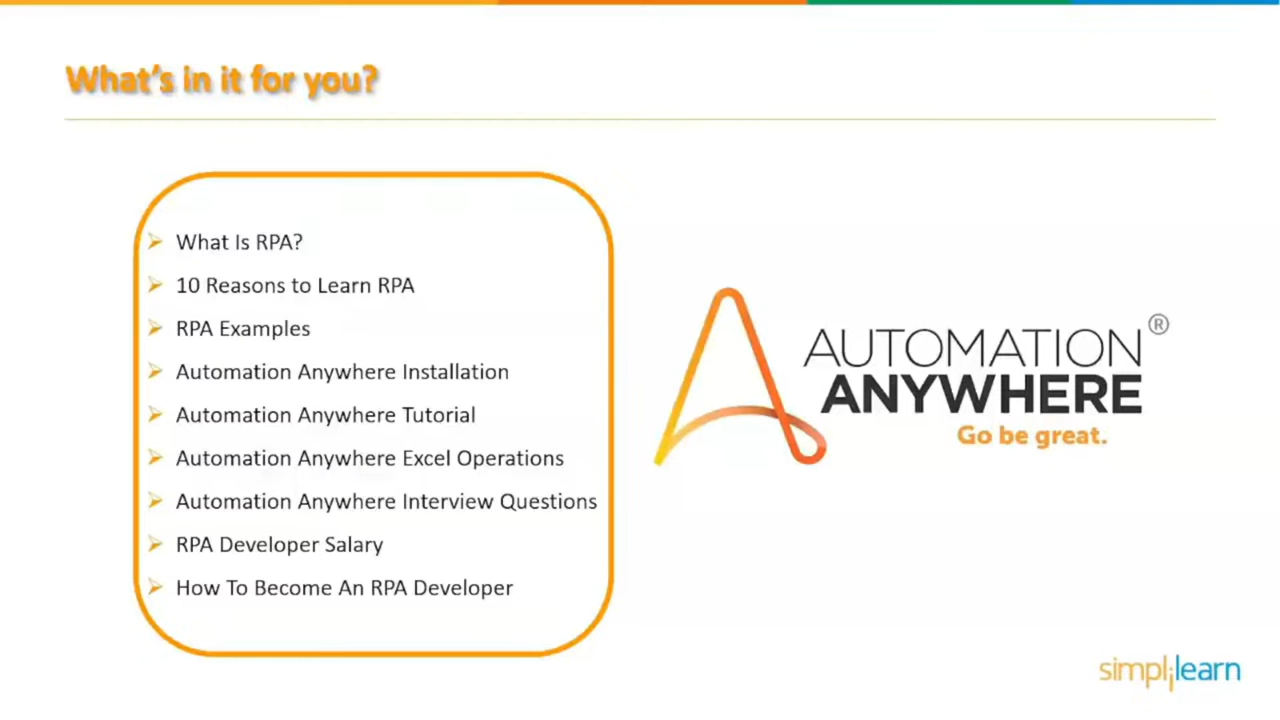 What's in it for you?
What Is RPA?
10 Reasons to Learn RPA
RPA Examples
Automation Anywhere Installation
Automation Anywhere Tutorial
Automation Anywhere Excel Operations
Automation Anywhere Interview Questions
RPA Developer Salary
How To Become An RPA Developer
AUTOMATION ®
ANYWHERE
Go be great.
simplilearn